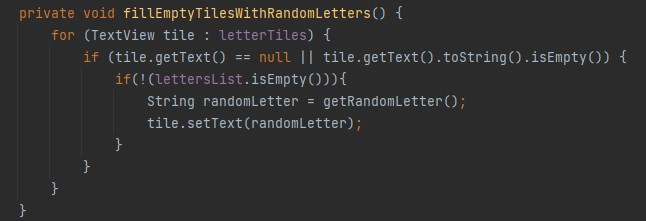 private void fillEmptyTilesWithRandomLetters() {
    for (TextView tile : letterTiles) {
        if (tile.getText() == null || tile.getText().toString().isEmpty()) {
            if(!(lettersList.isEmpty())){
                String randomLetter = getRandomLetter();
                tile.setText(randomLetter);
            }
        }
    }
}